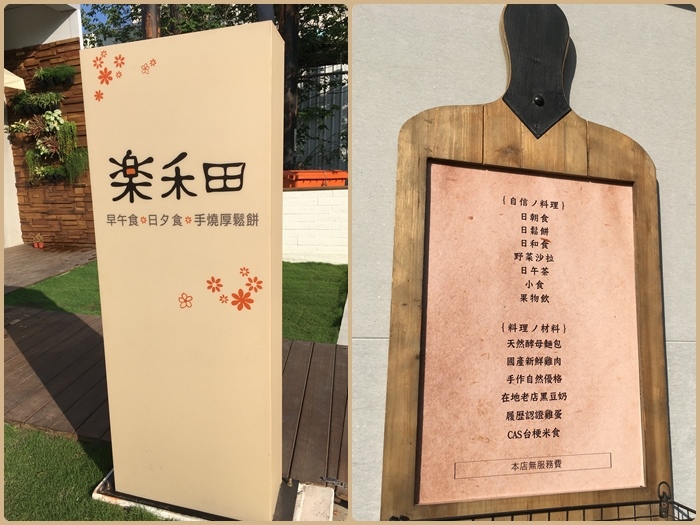 楽禾田
早午食 日夕食 手燒厚鬆餅
{自信ノ料理}
日朝食
日鬆餅
日和食
野菜沙拉
日午茶
小食
果物飲
{料理ノ材料}
天然酵母麵包
國產新鮮雞肉
手作自然優格
在地老店黑豆奶
履歷認證雞蛋
CAS台梗米食
本店無服務費